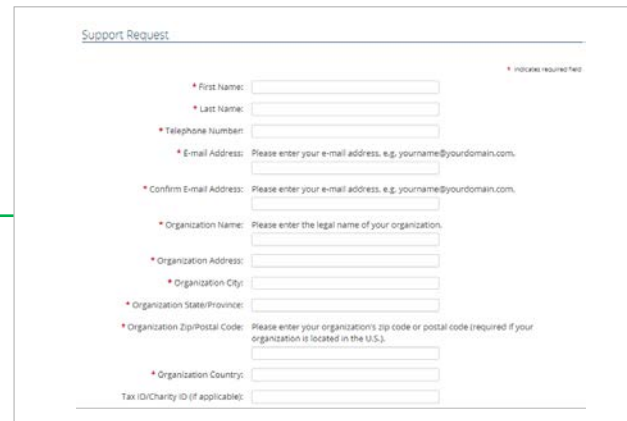 Support Request
* indicates required field
* First Name:
* Last Name:
* Telephone Number:
* E-mail Address: Please enter your e-mail address, e.g. yourname@yourdomain.com.
* Confirm E-mail Address: Please enter your e-mail address, e.g. yourname@yourdomain.com.
* Organization Name: Please enter the legal name of your organization.
* Organization Address:
* Organization City:
* Organization State/Province:
* Organization Zip/Postal Code: Please enter your organization's zip code or postal code (required if your
organization is located in the U.S.).
* Organization Country:
Tax ID/Charity ID (if applicable):